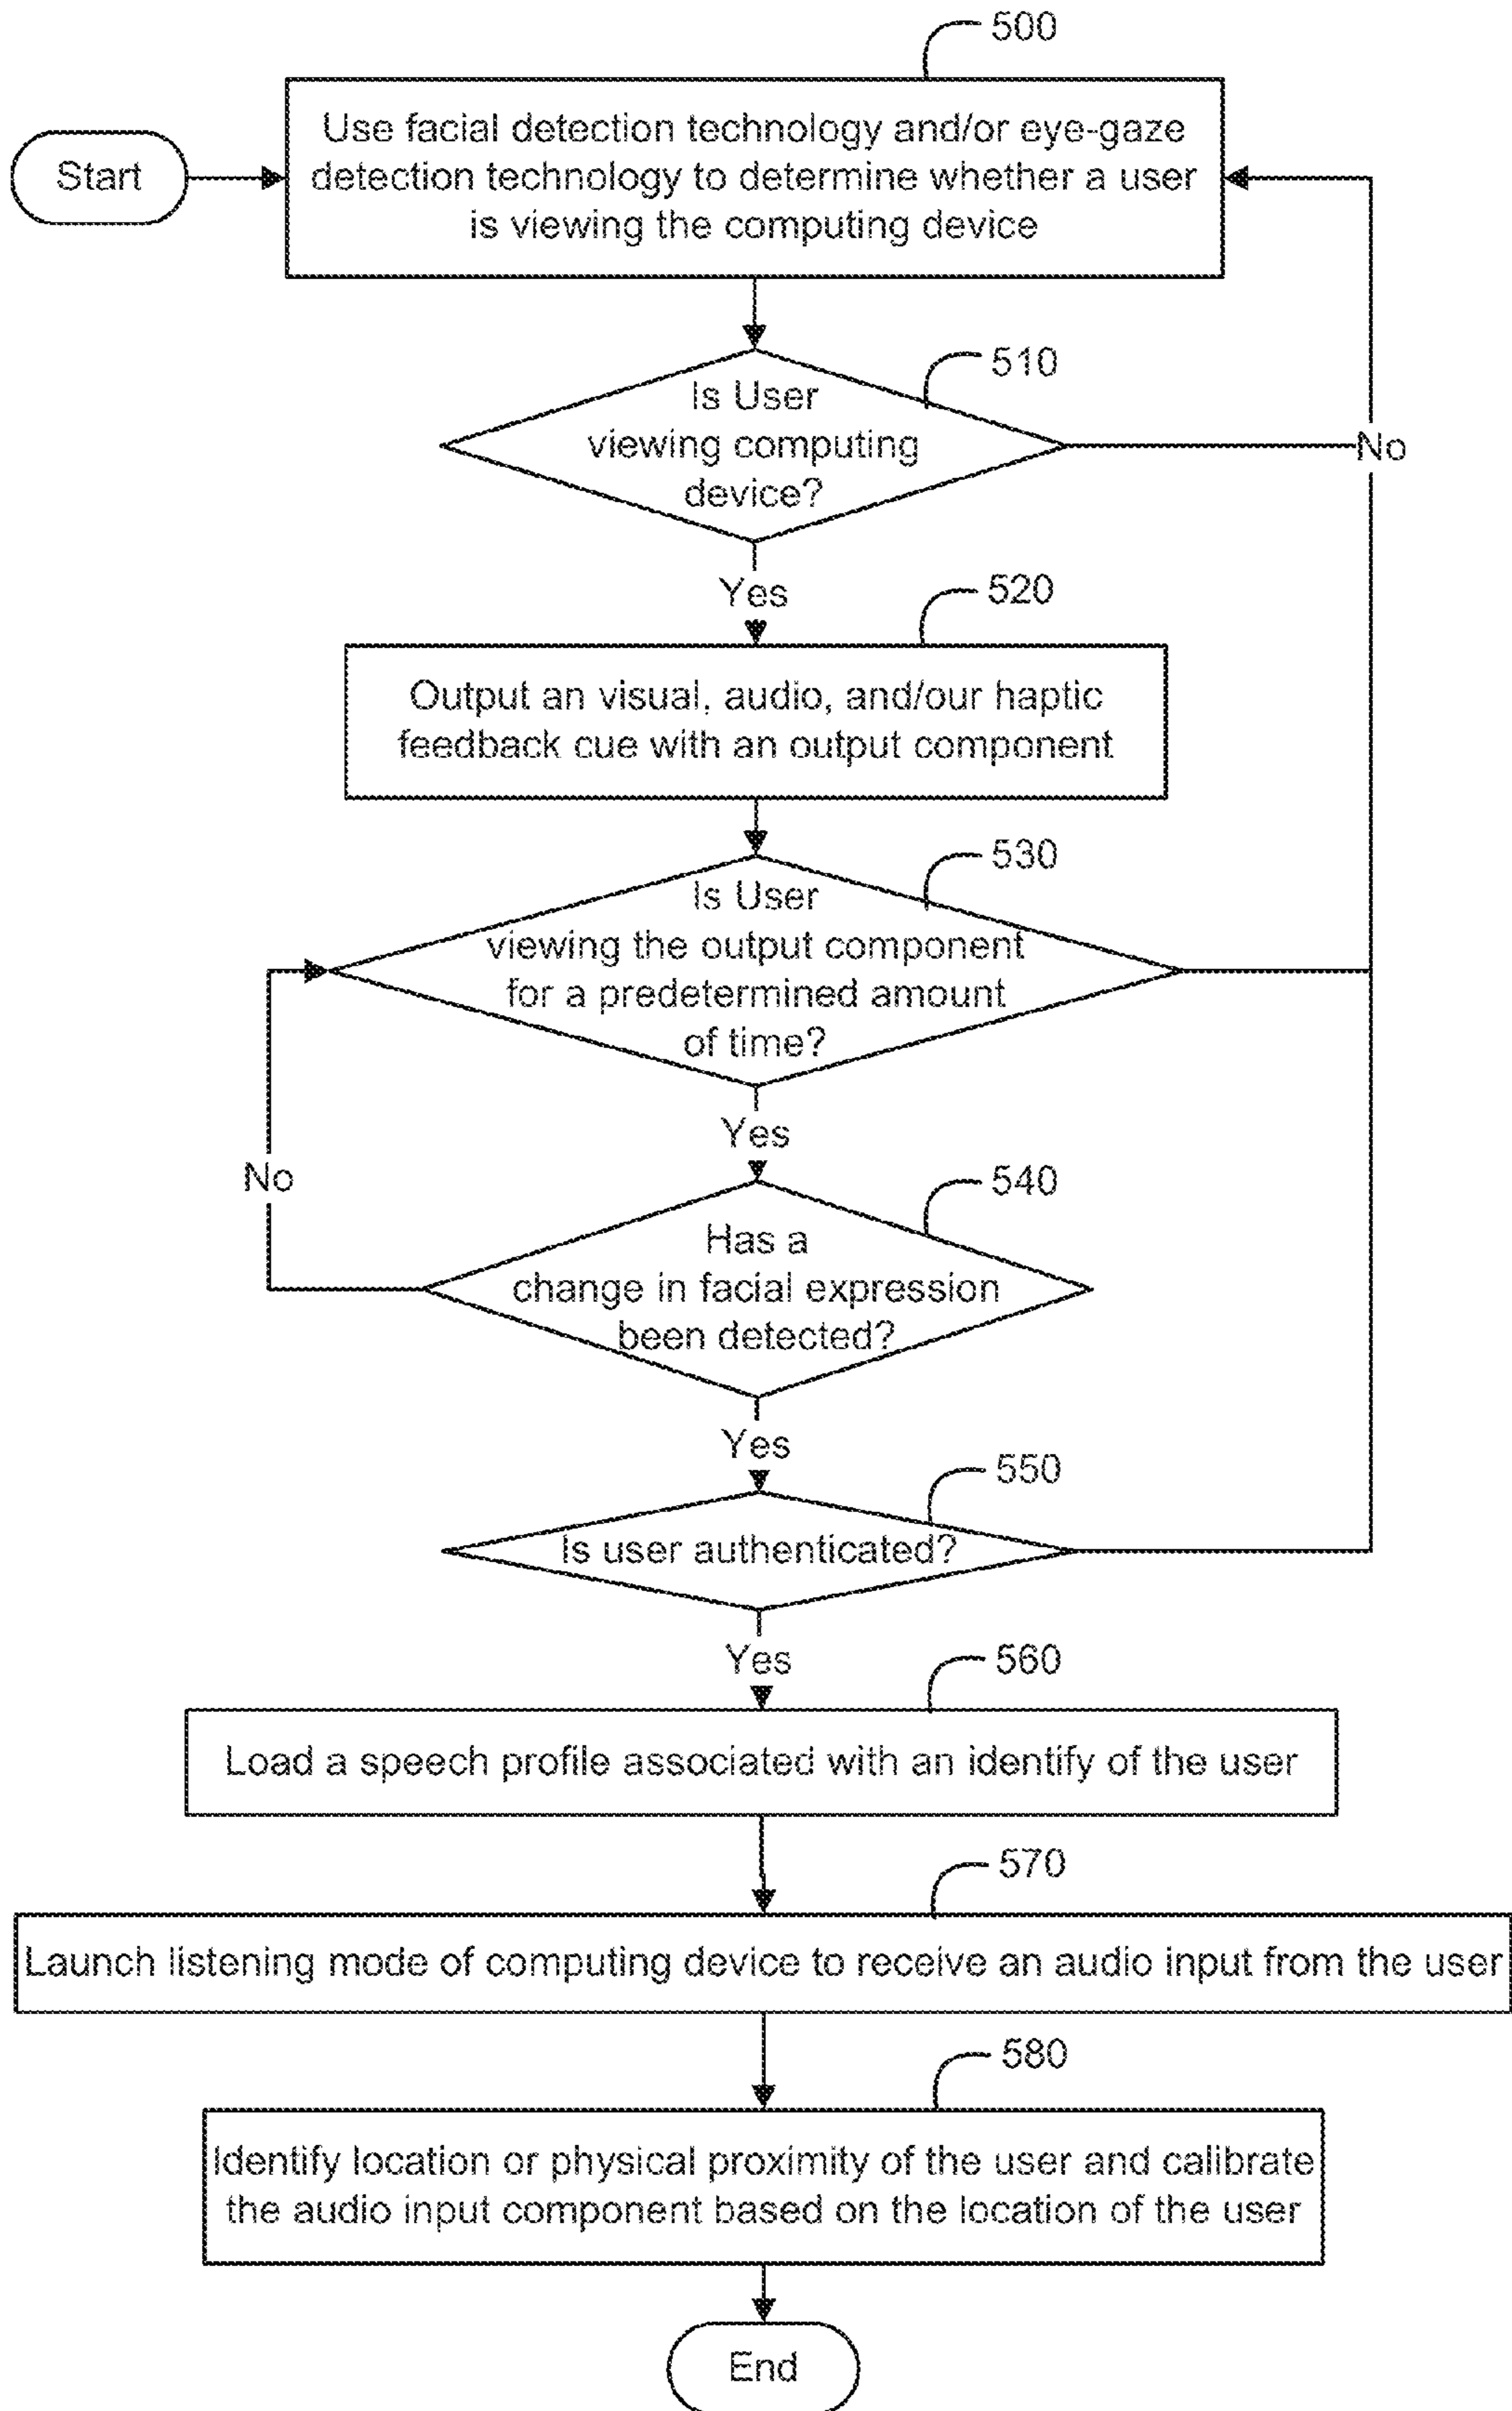 500
Start
Use facial detection technology and/or eye-gaze
detection technology to determine whether a user
is viewing the computing device
510
Is User
viewing computing
device?
No
Yes
520
Output an visual, audio, and/our haptic
feedback cue with an output component
530
Is User
viewing the output component
for a predetermined amount
of time?
Yes
No
540
Has a
change in facial expression
been detected?
Yes
550
Is user authenticated?
Yes
560
Load a speech profile associated with an identify of the user
570
Launch listening mode of computing device to receive an audio input from the user
580
Identify location or physical proximity of the user and calibrate
the audio input component based on the location of the user
End